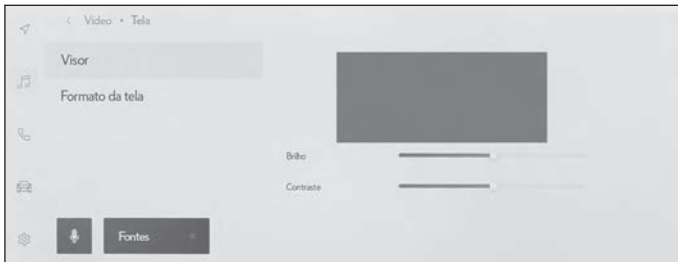 Vídeo • Tela
Visor
Formato da tela
Brilho
Contraste
Fontes